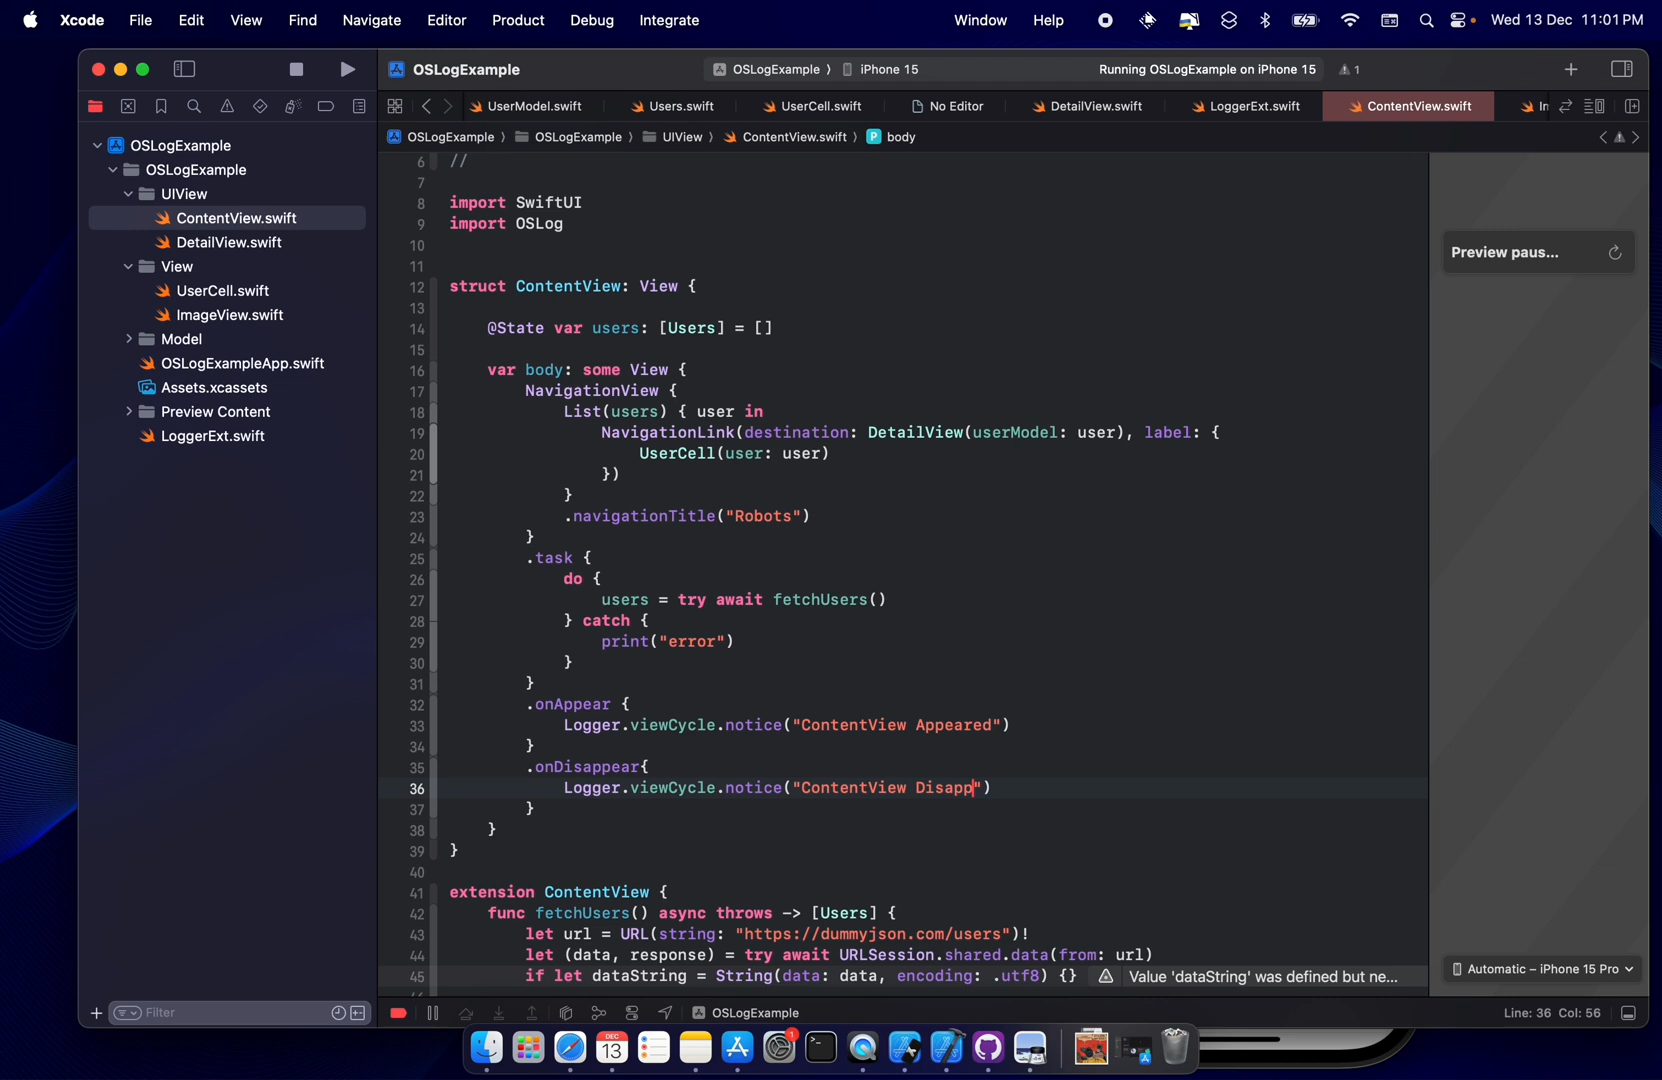 Xcode File Edit View Find Navigate Editor Product Debug Integrate Window Help Wed 13 Dec 11:01 PM
OSLogExample OSLogExample 〉 iPhone 15 Running OSLogExample on iPhone 15 1
UserModel.swift Users.swift UserCell.swift No Editor DetailView.swift LoggerExt.swift ContentView.swift In
OSLogExample 〉 OSLogExample 〉 UIView 〉 ContentView.swift 〉 P body
OSLogExample
OSLogExample
UIView
ContentView.swift
DetailView.swift
View
UserCell.swift
ImageView.swift
Model
OSLogExampleApp.swift
Assets.xcassets
Preview Content
LoggerExt.swift
Filter
6 //
7
8 import SwiftUI
9 import OSLog
10
11
12 struct ContentView: View {
13
14 @State var users: [Users] = []
15
16 var body: some View {
17 NavigationView {
18 List(users) { user in
19 NavigationLink(destination: DetailView(userModel: user), label: {
20 UserCell(user: user)
21 })
22 }
23 .navigationTitle("Robots")
24 }
25 .task {
26 do {
27 users = try await fetchUsers()
28 } catch {
29 print("error")
30 }
31 }
32 .onAppear {
33 Logger.viewCycle.notice("ContentView Appeared")
34 }
35 .onDisappear{
36 Logger.viewCycle.notice("ContentView Disapp")
37 }
38 }
39 }
40
41 extension ContentView {
42 func fetchUsers() async throws -> [Users] {
43 let url = URL(string: "https://dummyjson.com/users")!
44 let (data, response) = try await URLSession.shared.data(from: url)
45 if let dataString = String(data: data, encoding: .utf8) {} Value 'dataString' was defined but ne...
Preview paus...
Automatic – iPhone 15 Pro
OSLogExample
Line: 36 Col: 56
DEC
13
1